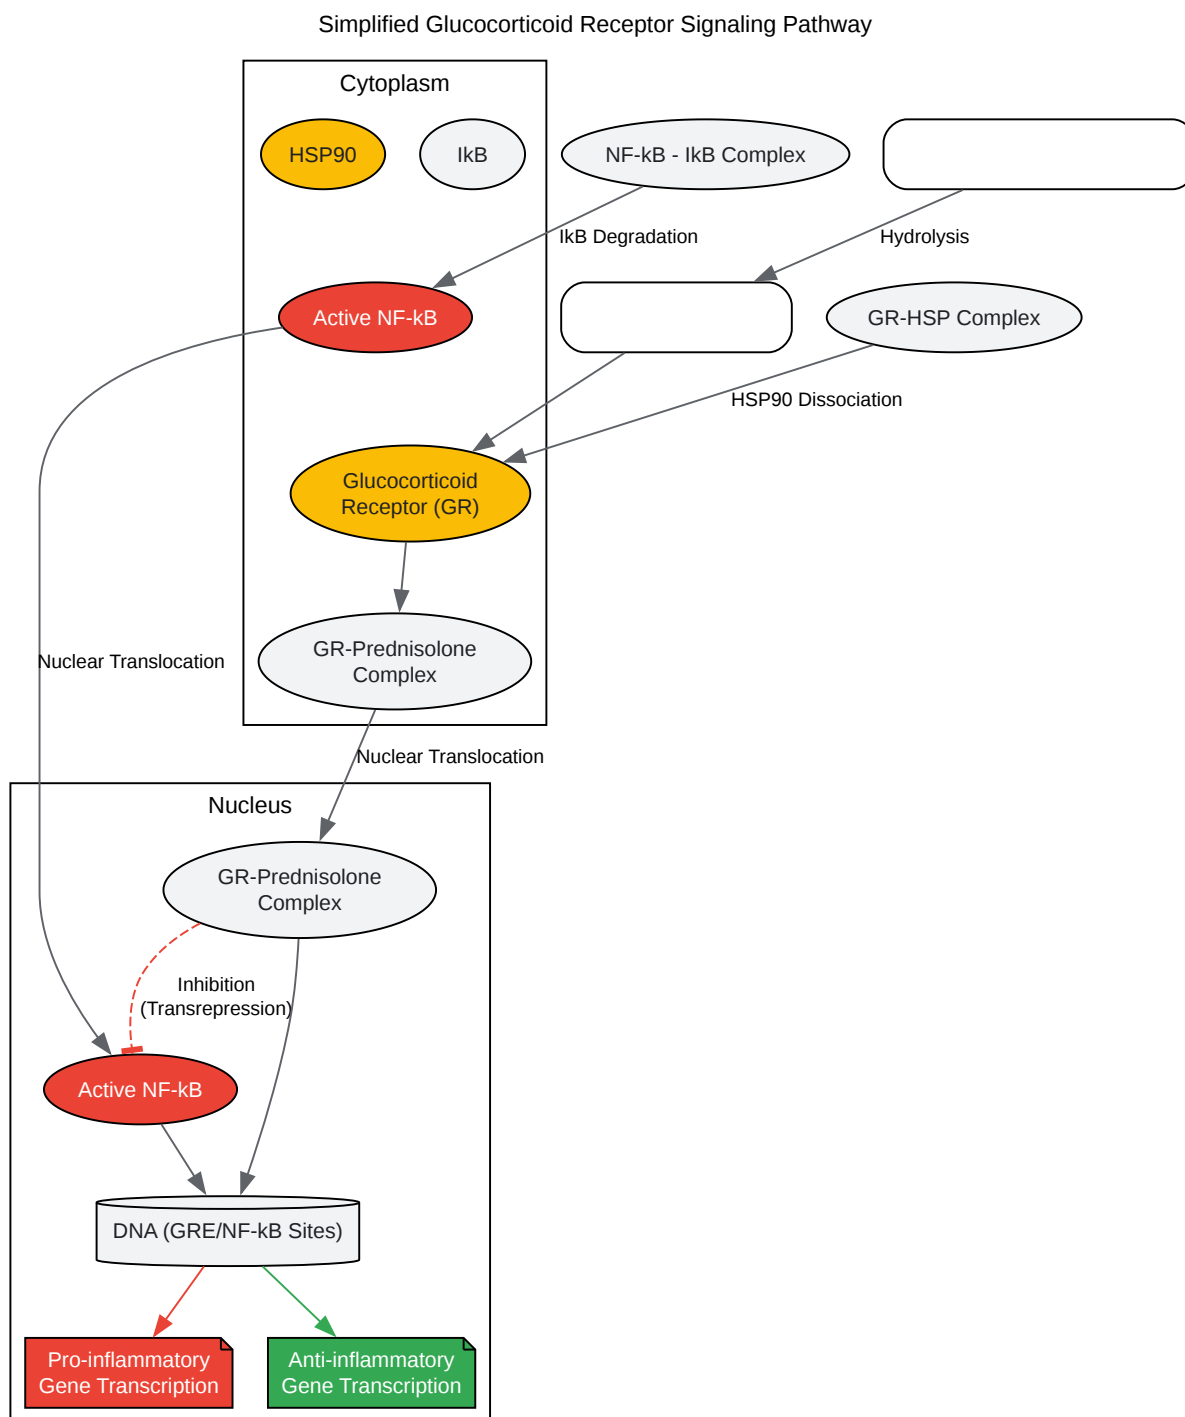 Simplified Glucocorticoid Receptor Signaling Pathway
Cytoplasm
HSP90
IkB
NF-kB - IkB Complex
IkB Degradation
Hydrolysis
Active NF-kB
GR-HSP Complex
HSP90 Dissociation
Glucocorticoid
Receptor (GR)
GR-Prednisolone
Complex
Nuclear Translocation
Nuclear Translocation
Nucleus
GR-Prednisolone
Complex
Inhibition
(Transrepression)
Active NF-kB
DNA (GRE/NF-kB Sites)
Pro-inflammatory
Gene Transcription
Anti-inflammatory
Gene Transcription